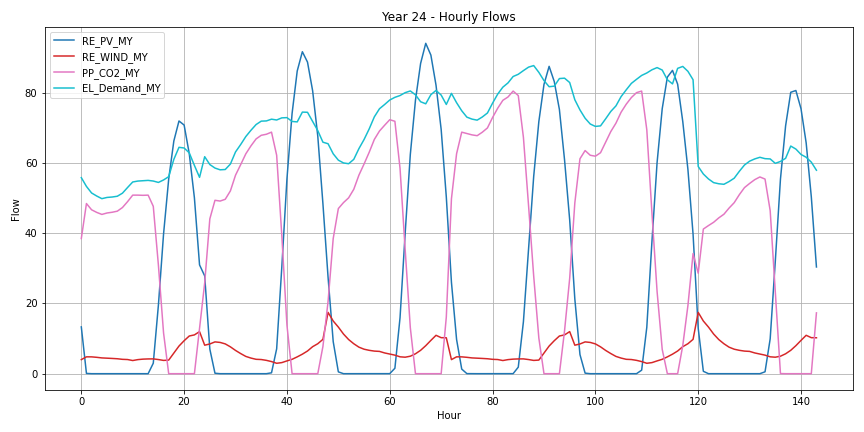 Year 24 - Hourly Flows
RE_PV_MY
RE_WIND_MY
PP_CO2_MY
EL_Demand_MY
80
60
40
20
0
Flow
0 20 40 60 80 100 120 140
Hour